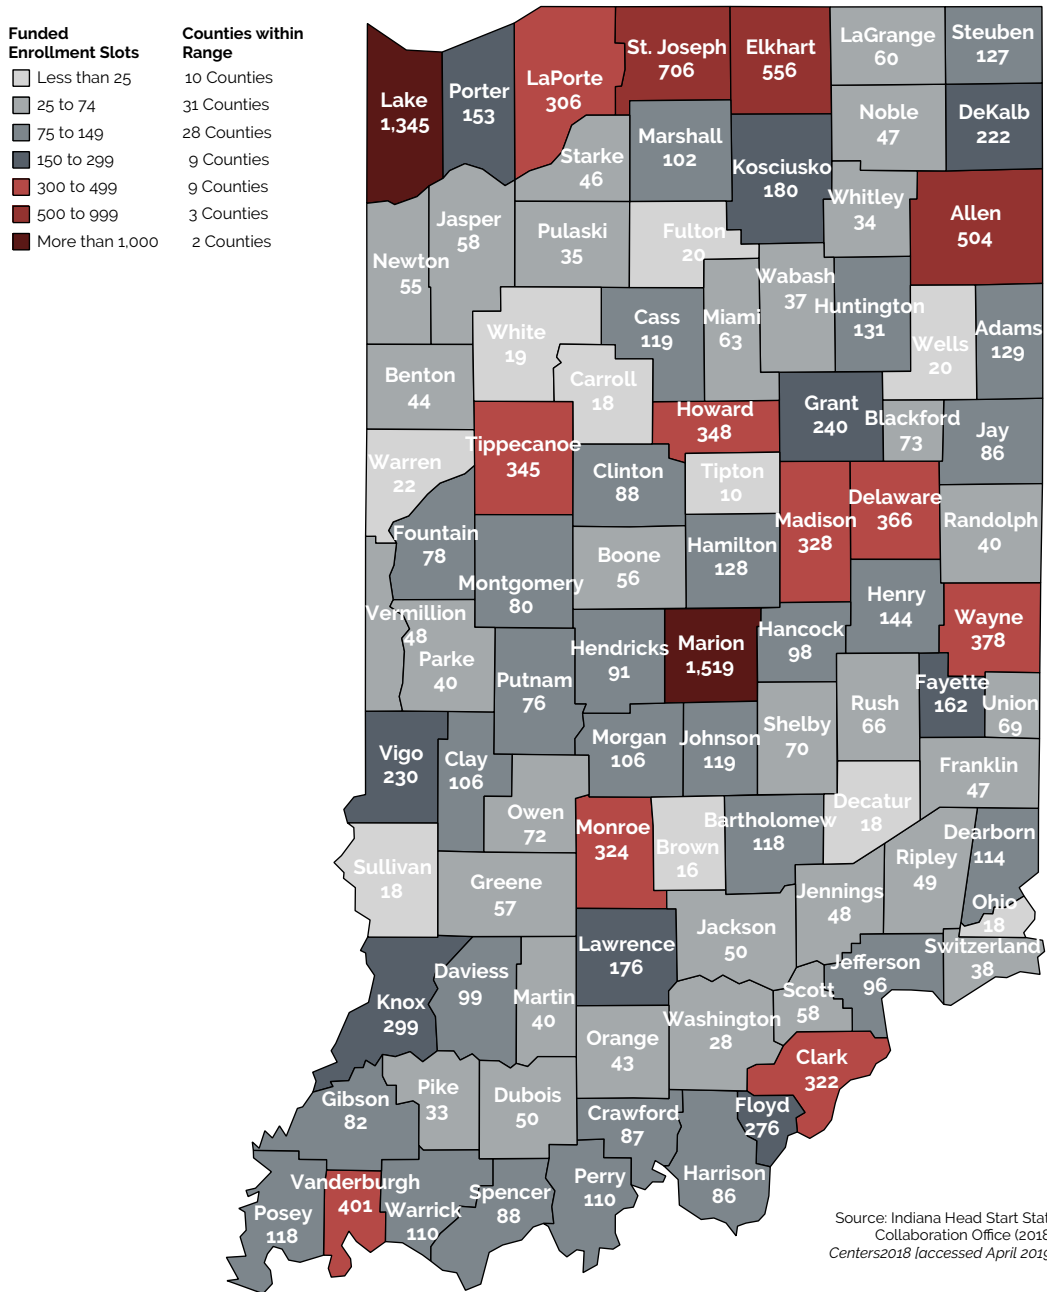 Funded
Enrollment Slots
Counties within
Range
Less than 25
10 Counties
25 to 74
31 Counties
75 to 149
28 Counties
150 to 299
9 Counties
300 to 499
9 Counties
500 to 999
3 Counties
More than 1,000
2 Counties
Lake
1,345
Porter
153
LaPorte
306
St. Joseph
706
Elkhart
556
LaGrange
60
Steuben
127
Noble
47
DeKalb
222
Starke
46
Marshall
102
Kosciusko
180
Whitley
34
Allen
504
Newton
55
Jasper
58
Pulaski
35
Fulton
20
Wabash
37
Huntington
131
White
19
Cass
119
Miami
63
Wells
20
Adams
129
Benton
44
Carroll
18
Howard
348
Grant
240
Blackford
73
Jay
86
Warren
22
Tippecanoe
345
Clinton
88
Tipton
10
Madison
328
Delaware
366
Randolph
40
Fountain
78
Montgomery
80
Boone
56
Hamilton
128
Henry
144
Wayne
378
Vermillion
48
Parke
40
Putnam
76
Hendricks
91
Marion
1,519
Hancock
98
Rush
66
Fayette
162
Union
69
Vigo
230
Clay
106
Morgan
106
Johnson
119
Shelby
70
Franklin
47
Owen
72
Monroe
324
Brown
16
Bartholomew
118
Decatur
18
Dearborn
114
Sullivan
18
Greene
57
Jackson
50
Jennings
48
Ripley
49
Ohio
18
Knox
299
Daviess
99
Martin
40
Lawrence
176
Jefferson
96
Switzerland
38
Orange
43
Washington
28
Scott
58
Clark
322
Gibson
82
Pike
33
Dubois
50
Crawford
87
Floyd
276
Posey
118
Vanderburgh
401
Warrick
110
Spencer
88
Perry
110
Harrison
86
Source: Indiana Head Start Stat
Collaboration Office (2018
Centers2018 [accessed April 2019